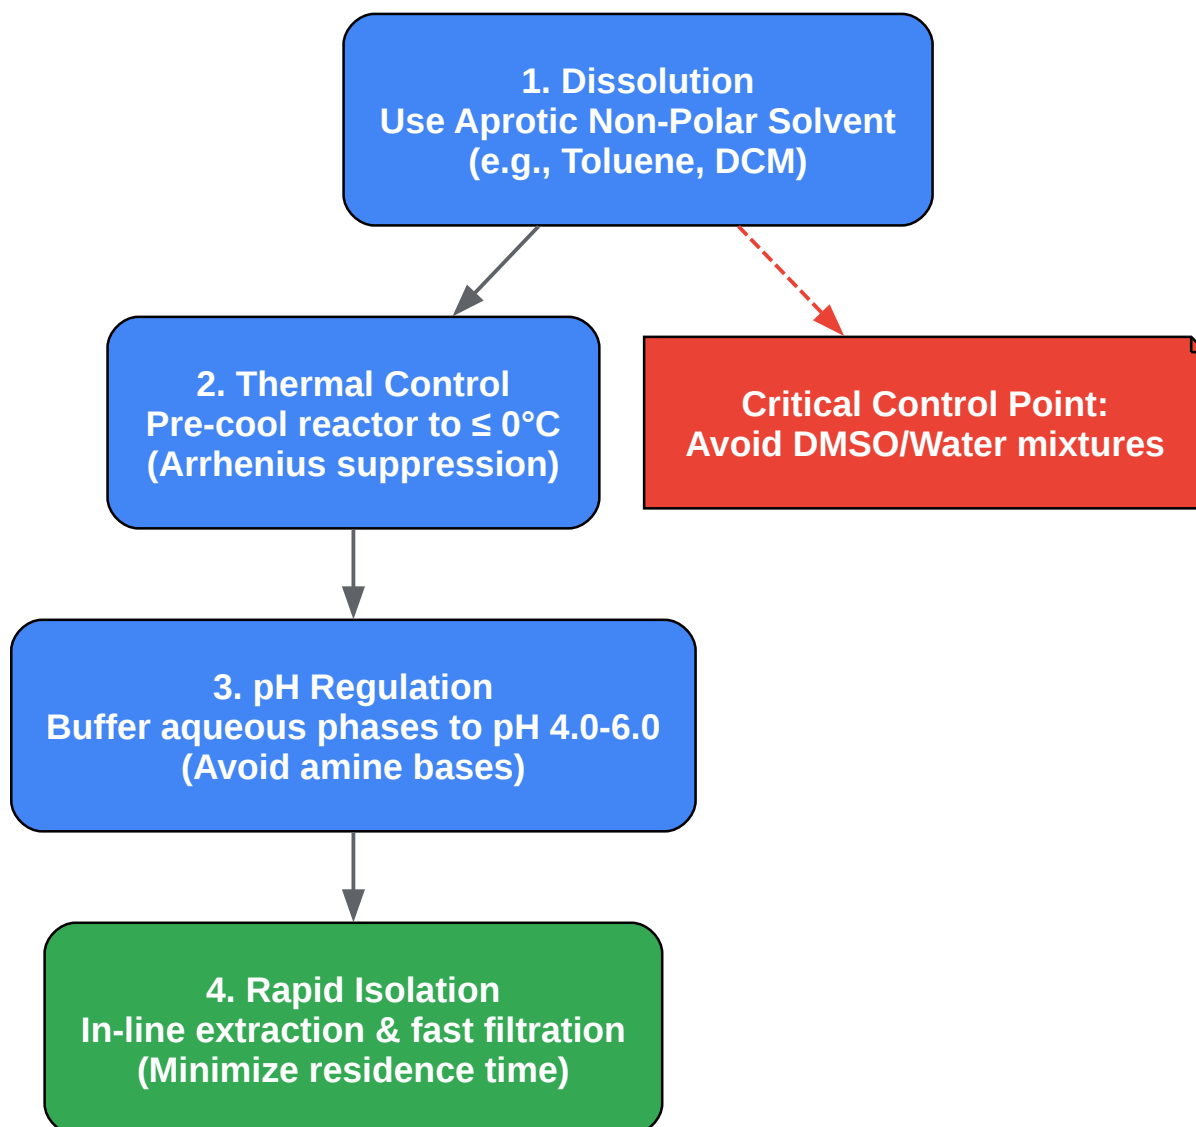 1. Dissolution
Use Aprotic Non-Polar Solvent
(e.g., Toluene, DCM)
2. Thermal Control
Pre-cool reactor to ≤ 0°C
(Arrhenius suppression)
Critical Control Point:
Avoid DMSO/Water mixtures
3. pH Regulation
Buffer aqueous phases to pH 4.0-6.0
(Avoid amine bases)
4. Rapid Isolation
In-line extraction & fast filtration
(Minimize residence time)